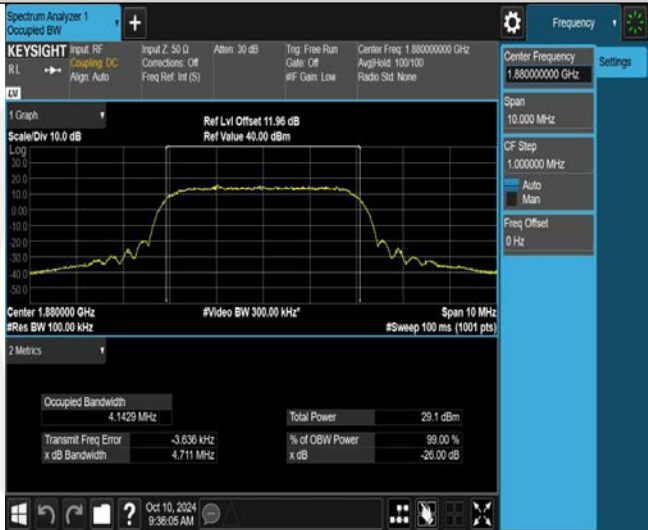 Spectrum Analyzer 1
Occupied BW
Frequency
KEYSIGHT
Input: RF
Coupling: DC
Align: Auto
Input Z: 50 Ω
Corrections: Off
Freq Ref: Int (S)
Atten: 30 dB
Trig: Free Run
Gate: Off
#IF Gain: Low
Center Freq: 1.880000000 GHz
Avg|Hold: 100/100
Radio Std: None
RL
LXI
Center Frequency
1.880000000 GHz
Settings
Span
10.000 MHz
CF Step
1.000000 MHz
Auto
Man
Freq Offset
0 Hz
1 Graph
Scale/Div 10.0 dB
Ref Lvl Offset 11.96 dB
Ref Value 40.00 dBm
Log
30.0
20.0
10.0
0.00
-10.0
-20.0
-30.0
-40.0
-50.0
Center 1.880000 GHz
#Res BW 100.00 kHz
#Video BW 300.00 kHz*
Span 10 MHz
#Sweep 100 ms (1001 pts)
2 Metrics
Occupied Bandwidth
4.1429 MHz
Total Power 29.1 dBm
Transmit Freq Error -3.636 kHz
% of OBW Power 99.00 %
x dB Bandwidth 4.711 MHz
x dB -26.00 dB
Oct 10, 2024
9:36:05 AM